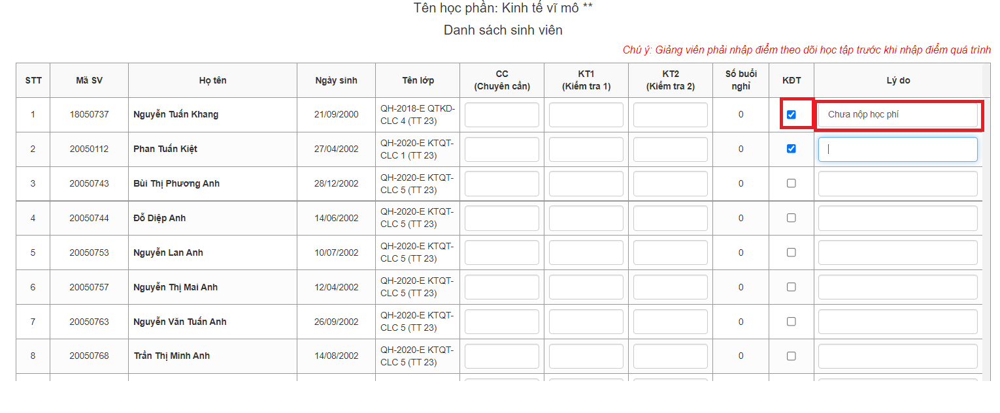 Tên học phần: Kinh tế vĩ mô **
Danh sách sinh viên
Chú ý: Giảng viên phải nhập điểm theo dõi học tập trước khi nhập điểm quá trình
STT Mã SV Họ tên Ngày sinh Tên lớp CC (Chuyên cần) KT1 (Kiểm tra 1) KT2 (Kiểm tra 2) Số buổi nghỉ KĐT Lý do
1 18050737 Nguyễn Tuấn Khang 21/09/2000 QH-2018-E QTKD-CLC 4 (TT 23) 0 Chưa nộp học phí
2 20050112 Phan Tuấn Kiệt 27/04/2002 QH-2020-E KTQT-CLC 1 (TT 23) 0
3 20050743 Bùi Thị Phương Anh 28/12/2002 QH-2020-E KTQT-CLC 5 (TT 23) 0
4 20050744 Đỗ Diệp Anh 14/06/2002 QH-2020-E KTQT-CLC 5 (TT 23) 0
5 20050753 Nguyễn Lan Anh 10/07/2002 QH-2020-E KTQT-CLC 5 (TT 23) 0
6 20050757 Nguyễn Thị Mai Anh 12/04/2002 QH-2020-E KTQT-CLC 5 (TT 23) 0
7 20050763 Nguyễn Văn Tuấn Anh 26/09/2002 QH-2020-E KTQT-CLC 5 (TT 23) 0
8 20050768 Trần Thị Minh Anh 14/08/2002 QH-2020-E KTQT-CLC 5 (TT 23) 0